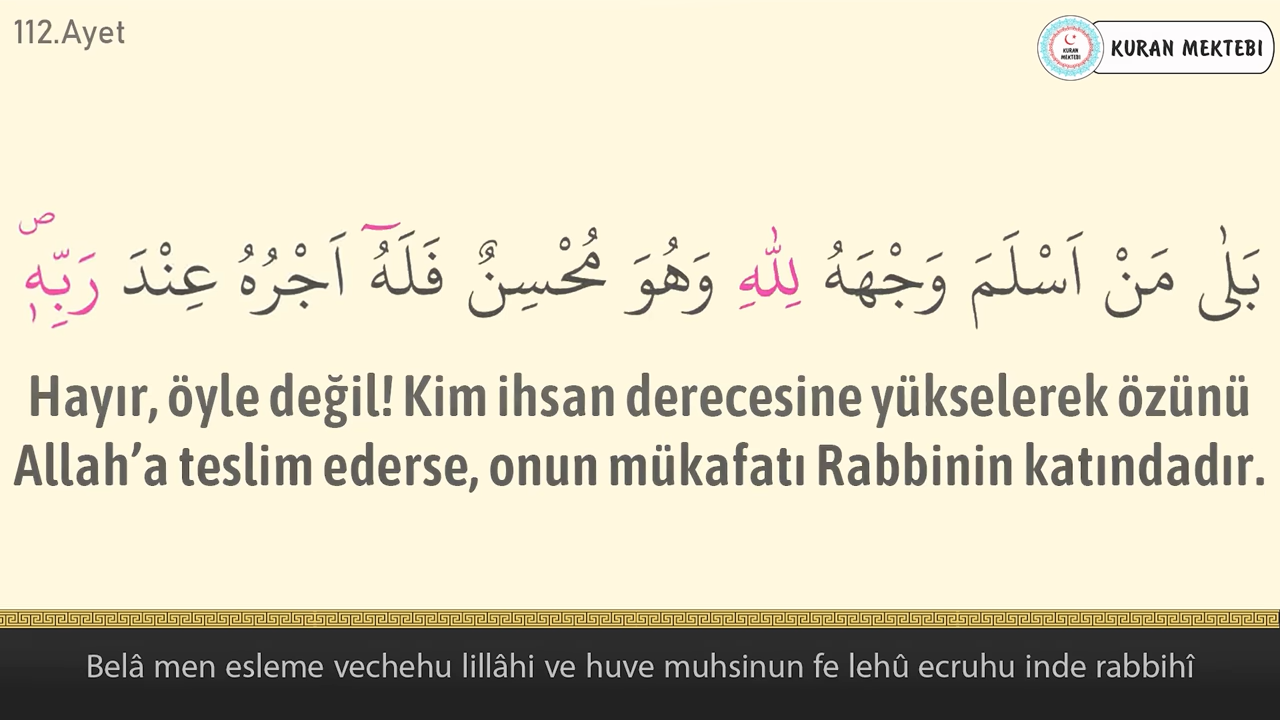 112.Ayet
KURAN MEKTEBI
KURAN MEKTEBI
بَلٰى مَنْ اَسْلَمَ وَجْهَهُ لِلّٰهِ وَهُوَ مُحْسِنٌ فَلَهُٓ اَجْرُهُ عِنْدَ رَبِّه۪ۖ
Hayır, öyle değil! Kim ihsan derecesine yükselerek özünü
Allah’a teslim ederse, onun mükafatı Rabbinin katındadır.
Belâ men esleme vechehu lillâhi ve huve muhsinun fe lehû ecruhu inde rabbihî